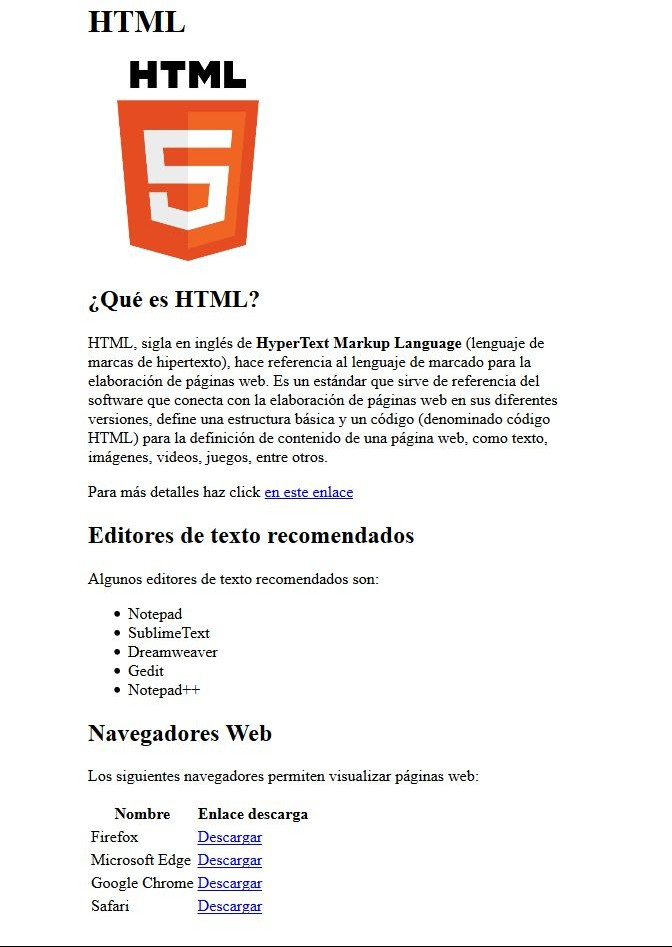 HTML
HTML
5
¿Qué es HTML?
HTML, sigla en inglés de HyperText Markup Language (lenguaje de
marcas de hipertexto), hace referencia al lenguaje de marcado para la
elaboración de páginas web. Es un estándar que sirve de referencia del
software que conecta con la elaboración de páginas web en sus diferentes
versiones, define una estructura básica y un código (denominado código
HTML) para la definición de contenido de una página web, como texto,
imágenes, videos, juegos, entre otros.
Para más detalles haz click en este enlace
Editores de texto recomendados
Algunos editores de texto recomendados son:
• Notepad
• SublimeText
• Dreamweaver
• Gedit
• Notepad++
Navegadores Web
Los siguientes navegadores permiten visualizar páginas web:
Nombre Enlace descarga
Firefox Descargar
Microsoft Edge Descargar
Google Chrome Descargar
Safari Descargar